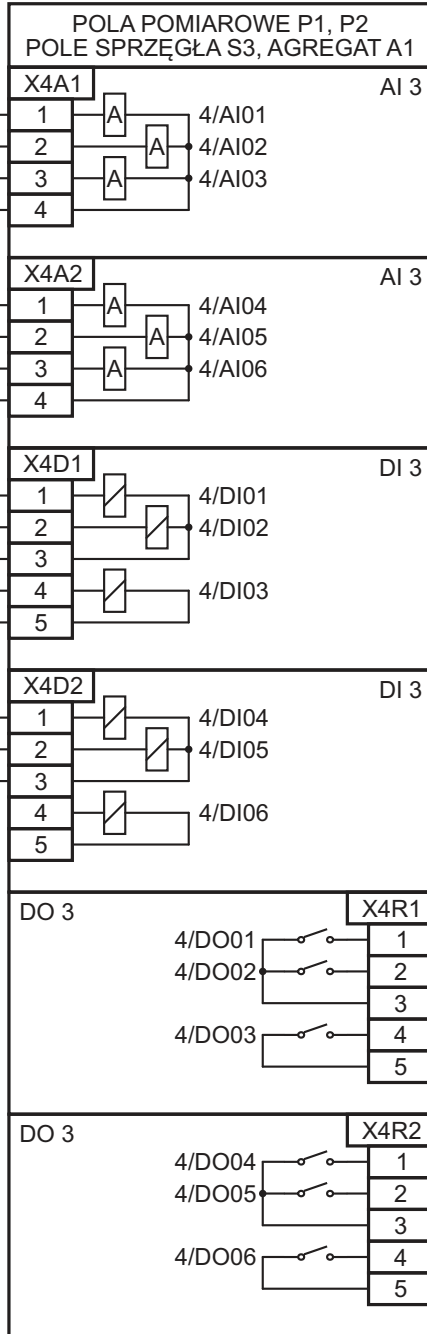 POLA POMIAROWE P1, P2
POLE SPRZĘGŁA S3, AGREGAT A1
X4A1 AI 3
1 A 4/AI01
2 A 4/AI02
3 A 4/AI03
4
X4A2 AI 3
1 A 4/AI04
2 A 4/AI05
3 A 4/AI06
4
X4D1 DI 3
1 4/DI01
2 4/DI02
3
4 4/DI03
5
X4D2 DI 3
1 4/DI04
2 4/DI05
3
4 4/DI06
5
DO 3 X4R1
4/DO01 1
4/DO02 2
3
4/DO03 4
5
DO 3 X4R2
4/DO04 1
4/DO05 2
3
4/DO06 4
5